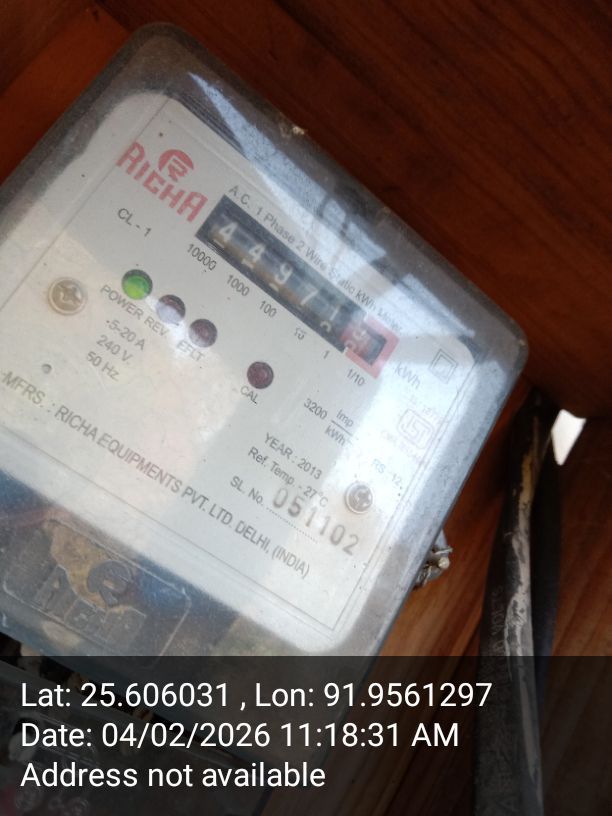 RICHA
A.C. 1 Phase 2 Wire Static kWh Meter
CL - 1
44971
10000 1000 100 10 1 1/10
kWh
POWER REV. EFLT
CAL
-5-20 A
240 V.
50 Hz
3200 Imp
kWh
YEAR : 2013
Ref. Temp. - 27°C
SL. No. 051102
MFRS. : RICHA EQUIPMENTS PVT. LTD. DELHI, (INDIA)
Lat: 25.606031 , Lon: 91.9561297
Date: 04/02/2026 11:18:31 AM
Address not available